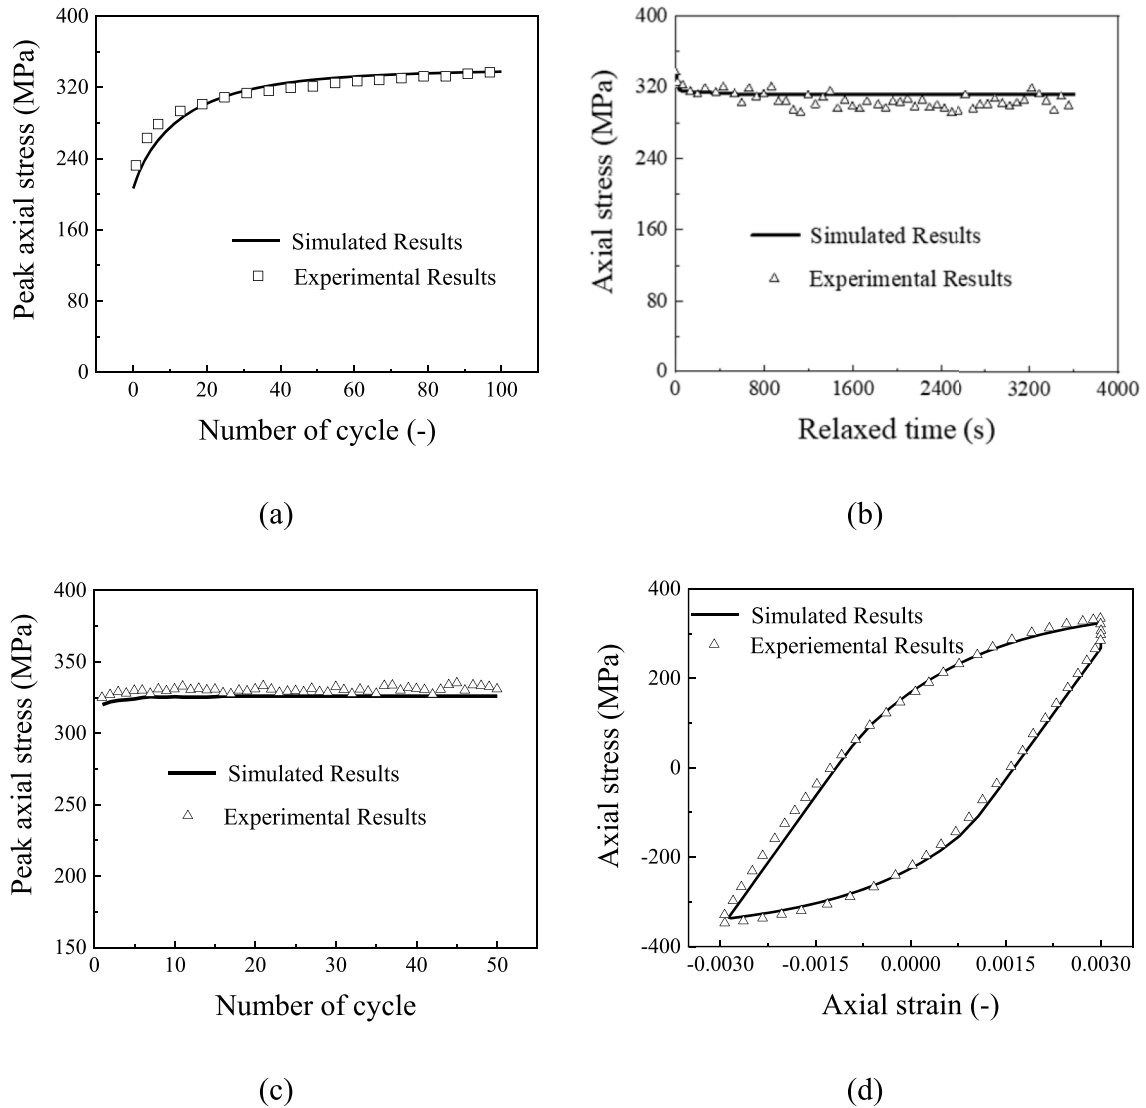 400
320
240
160
80
0
Peak axial stress (MPa)
Simulated Results
Experimental Results
0 20 40 60 80 100
Number of cycle (-)
(a)
400
320
240
160
80
0
Axial stress (MPa)
Simulated Results
Experimental Results
0 800 1600 2400 3200 4000
Relaxed time (s)
(b)
400
350
300
250
200
150
Peak axial stress (MPa)
Simulated Results
Experimental Results
0 10 20 30 40 50
Number of cycle
(c)
400
200
0
-200
-400
Axial stress (MPa)
Simulated Results
Experiemental Results
-0.0030 -0.0015 0.0000 0.0015 0.0030
Axial strain (-)
(d)